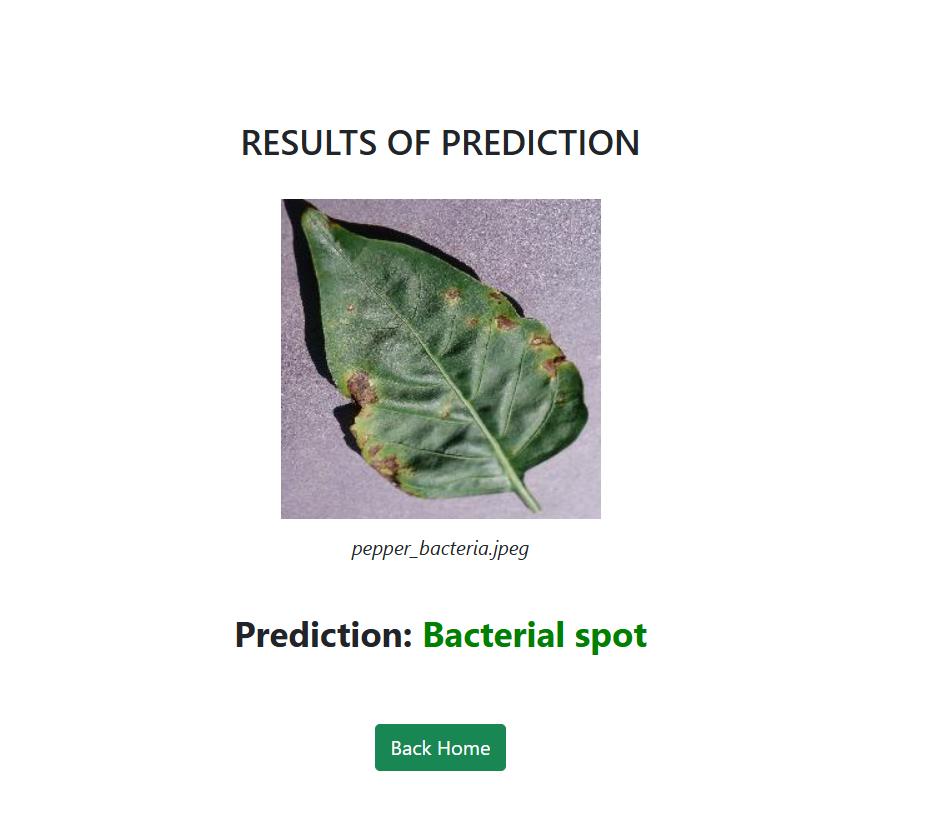 RESULTS OF PREDICTION
pepper_bacteria.jpeg
Prediction: Bacterial spot
Back Home